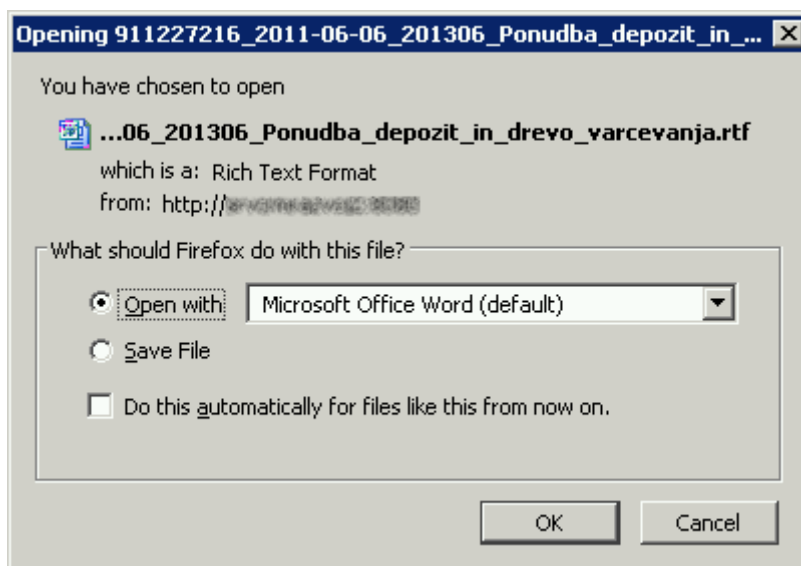 Opening 911227216_2011-06-06_201306_Ponudba_depozit_in_...
You have chosen to open
...06_201306_Ponudba_depozit_in_drevo_varcevanja.rtf
which is a: Rich Text Format
from: http://
What should Firefox do with this file?
Open with Microsoft Office Word (default)
Save File
Do this automatically for files like this from now on.
OK Cancel